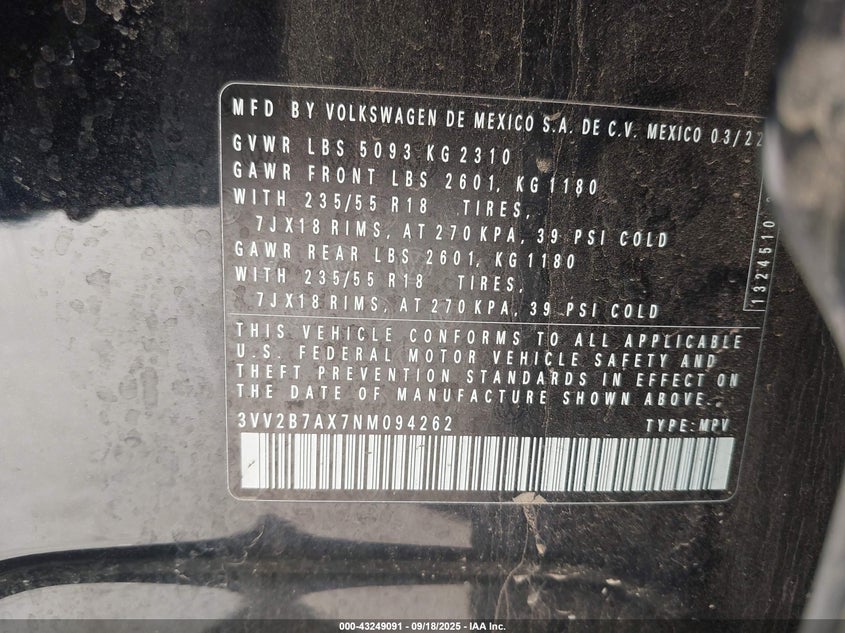 MFD BY VOLKSWAGEN DE MEXICO S.A. DE C.V. MEXICO 03/22
GVWR LBS 5093 KG 2310
GAWR FRONT LBS 2601, KG 1180
WITH 235/55 R18 TIRES,
7JX18 RIMS, AT 270 KPA, 39 PSI COLD
GAWR REAR LBS 2601, KG 1180
WITH 235/55 R18 TIRES,
7JX18 RIMS, AT 270 KPA, 39 PSI COLD
THIS VEHICLE CONFORMS TO ALL APPLICABLE
U.S. FEDERAL MOTOR VEHICLE SAFETY AND
THEFT PREVENTION STANDARDS IN EFFECT ON
THE DATE OF MANUFACTURE SHOWN ABOVE.
3VV2B7AX7NM094262 TYPE: MPV
000-43249091 - 09/18/2025 - IAA Inc.